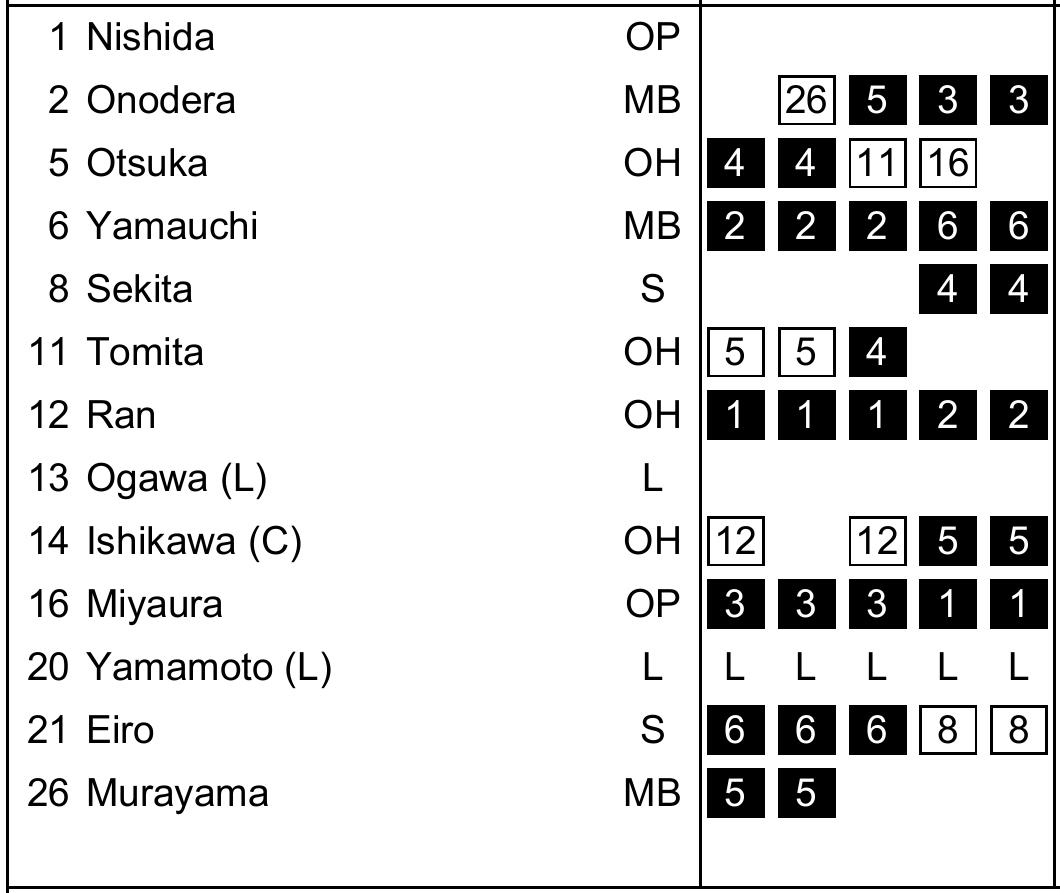 1 Nishida OP
2 Onodera MB 26 5 3 3
5 Otsuka OH 4 4 11 16
6 Yamauchi MB 2 2 2 6 6
8 Sekita S 4 4
11 Tomita OH 5 5 4
12 Ran OH 1 1 1 2 2
13 Ogawa (L) L
14 Ishikawa (C) OH 12 12 5 5
16 Miyaura OP 3 3 3 1 1
20 Yamamoto (L) L L L L L L
21 Eiro S 6 6 6 8 8
26 Murayama MB 5 5